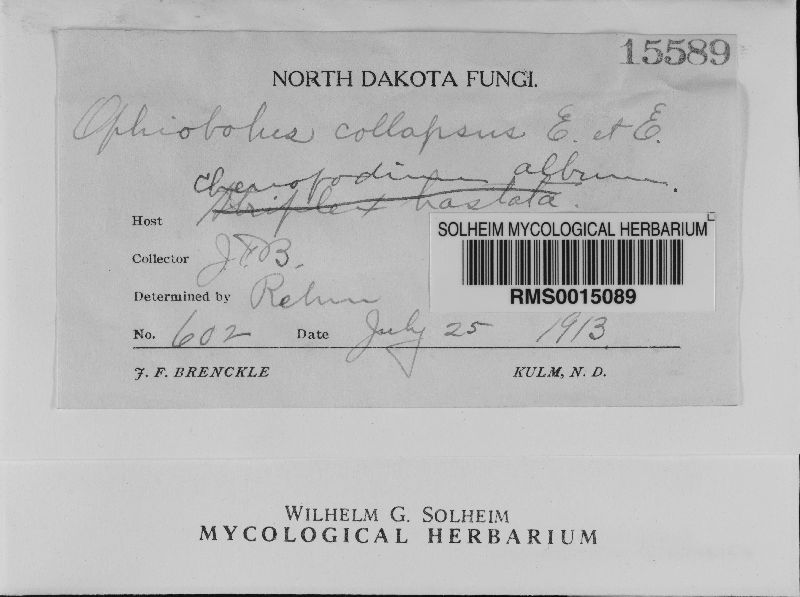 15589
NORTH DAKOTA FUNGI.
Ophiobolus collapsus E. et E.
Chenopodium album.
Host Atriplex hastata.
Collector J.F.B.
Determined by Rehm
No. 602 Date July 25 1913
J. F. BRENCKLE KULM, N. D.
SOLHEIM MYCOLOGICAL HERBARIUM
RMS0015089
WILHELM G. SOLHEIM
MYCOLOGICAL HERBARIUM